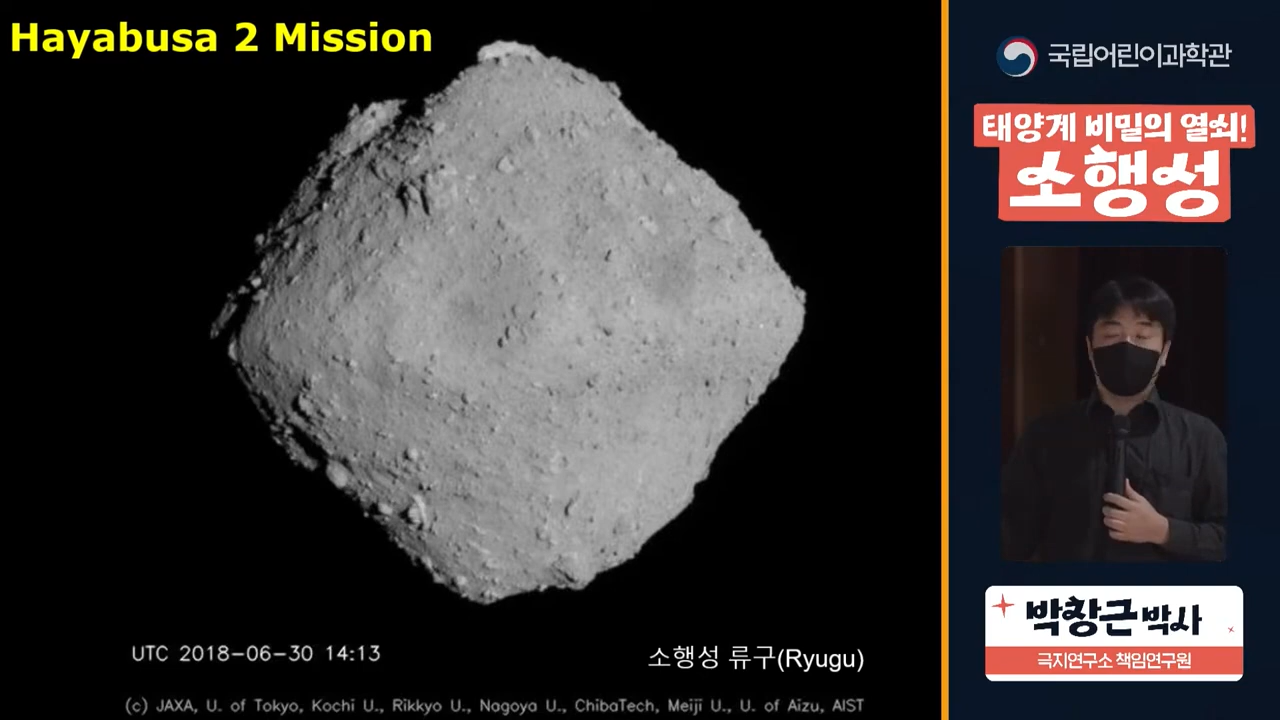 Hayabusa 2 Mission
UTC 2018-06-30 14:13
소행성 류구(Ryugu)
(c) JAXA, U. of Tokyo, Kochi U., Rikkyo U., Nagoya U., ChibaTech, Meiji U., U. of Aizu, AIST
국립어린이과학관
태양계 비밀의 열쇠!
소행성
박창근 박사
극지연구소 책임연구원